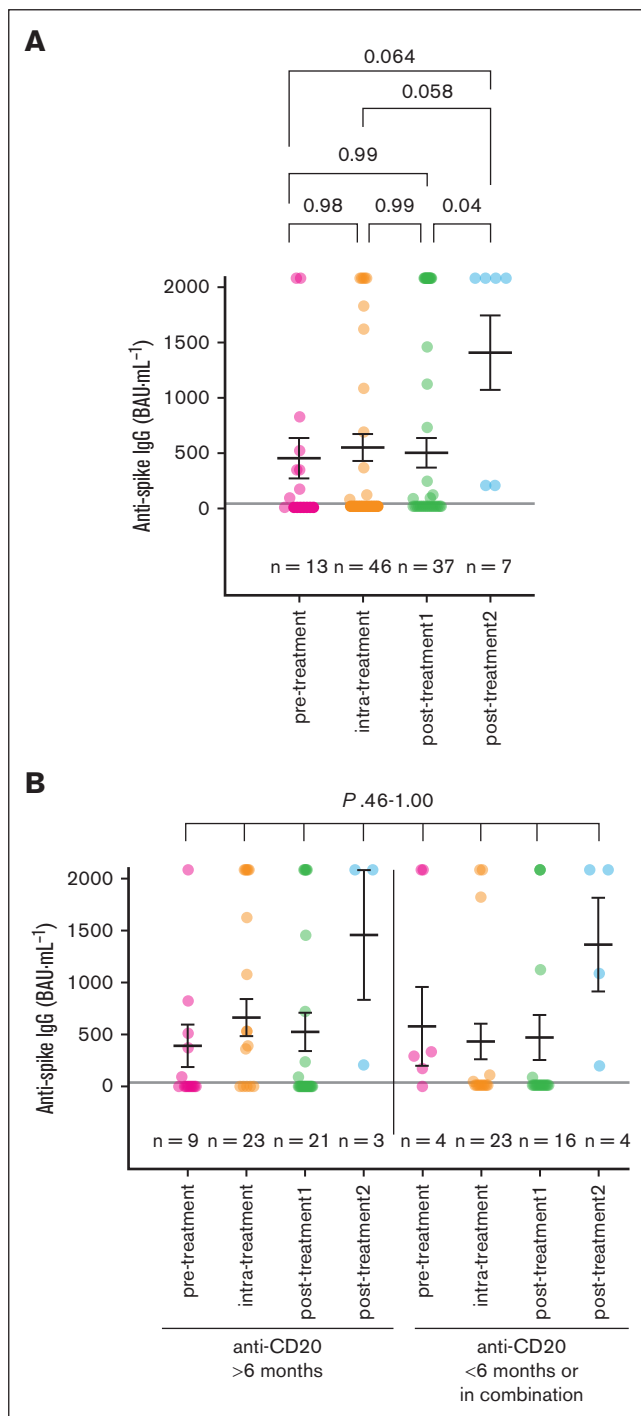 A
0.064
0.058
0.99
0.98 0.99 0.04
2000
1500
1000
500
0
Anti-spike IgG (BAU·mL⁻¹)
n = 13 n = 46 n = 37 n = 7
pre-treatment
intra-treatment
post-treatment1
post-treatment2
B
P .46-1.00
2000
1500
1000
500
0
Anti-spike IgG (BAU·mL⁻¹)
n = 9 n = 23 n = 21 n = 3 n = 4 n = 23 n = 16 n = 4
pre-treatment
intra-treatment
post-treatment1
post-treatment2
pre-treatment
intra-treatment
post-treatment1
post-treatment2
anti-CD20
>6 months
anti-CD20
<6 months or
in combination